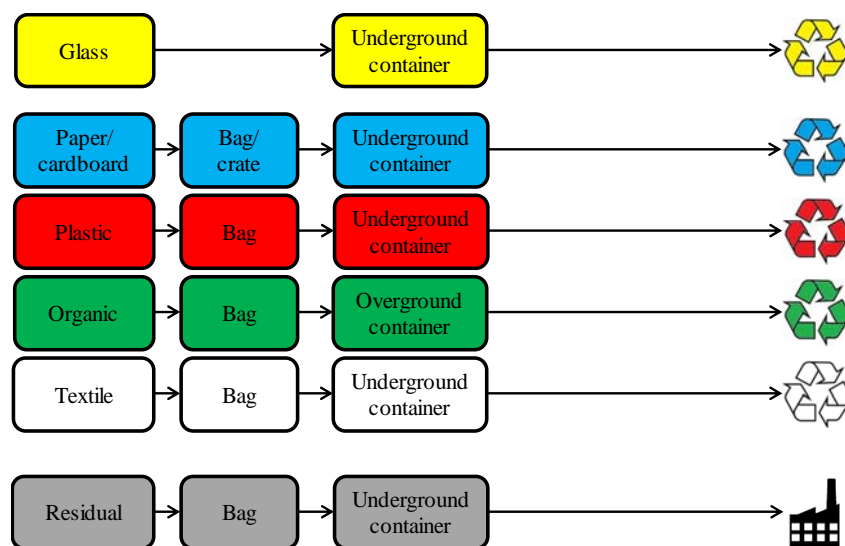 Glass
Underground
container
Paper/
cardboard
Bag/
crate
Underground
container
Plastic
Bag
Underground
container
Organic
Bag
Overground
container
Textile
Bag
Underground
container
Residual
Bag
Underground
container